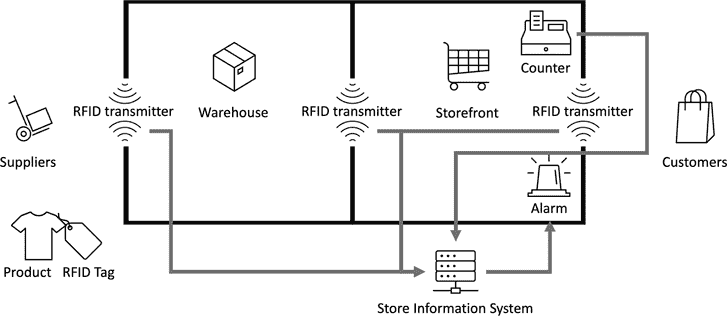 Counter
RFID transmitter
Warehouse
RFID transmitter
Storefront
RFID transmitter
Suppliers
Customers
Alarm
Product
RFID Tag
Store Information System